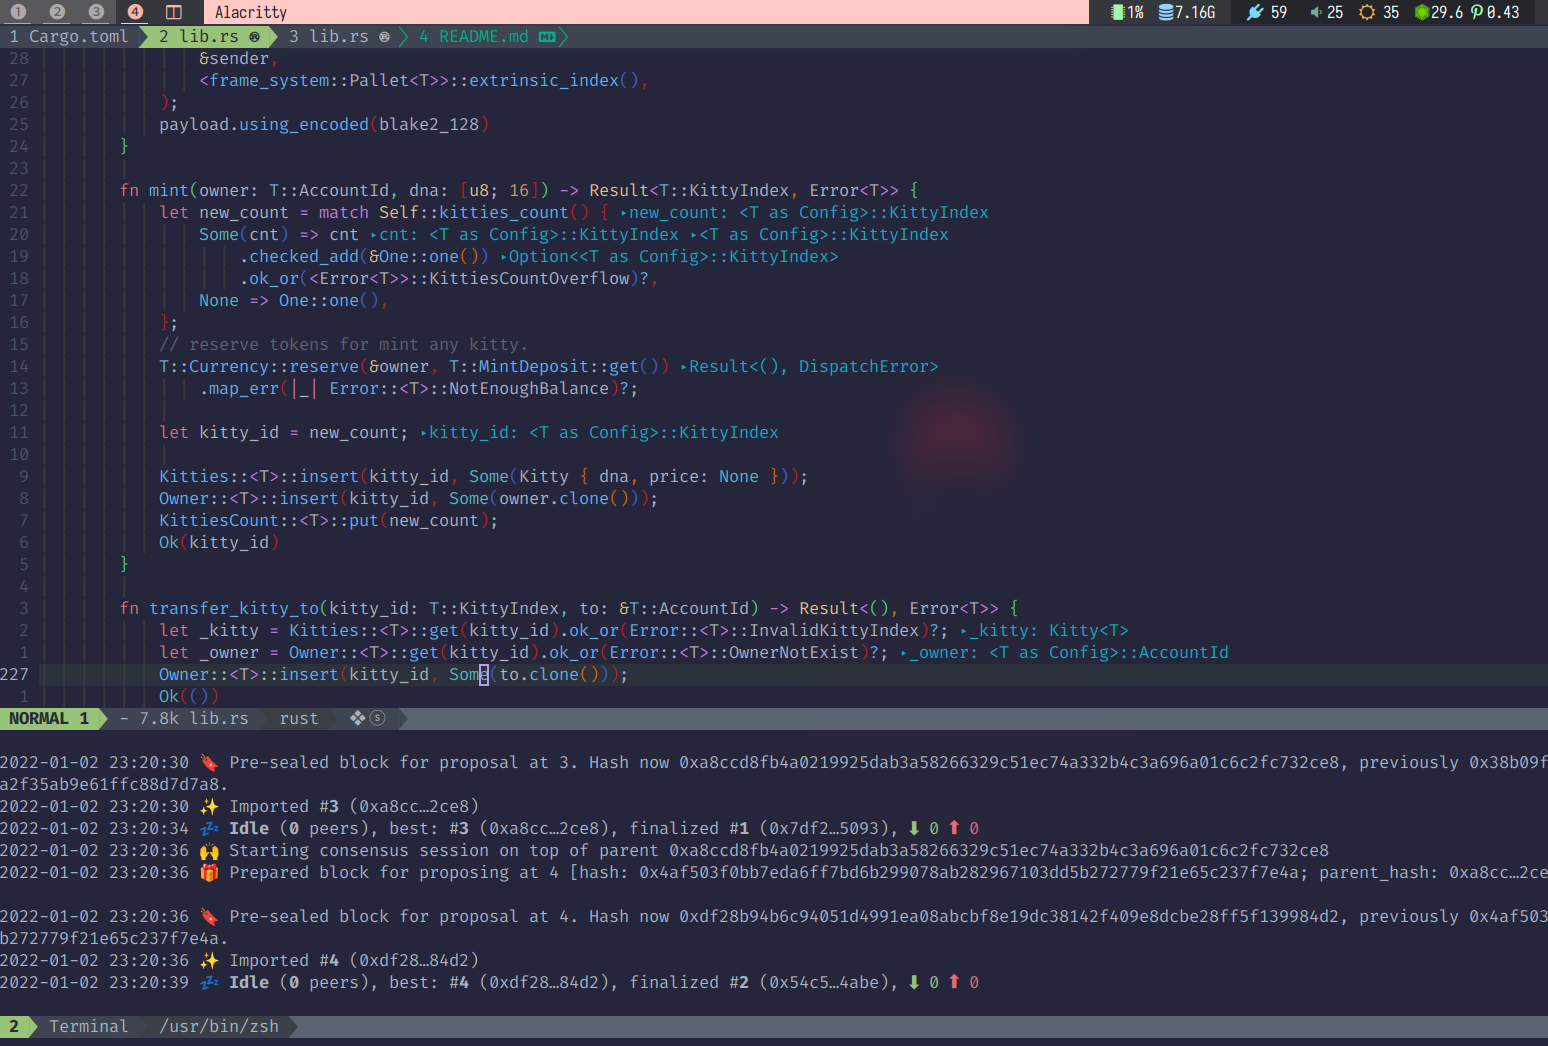 1 2 3 4 Alacritty 1% 7.16G 59 25 35 29.6 0.43
1 Cargo.toml 2 lib.rs 3 lib.rs 4 README.md
28 &sender,
27 <frame_system::Pallet<T>>::extrinsic_index(),
26 );
25 payload.using_encoded(blake2_128)
24 }
23
22 fn mint(owner: T::AccountId, dna: [u8; 16]) -> Result<T::KittyIndex, Error<T>> {
21 let new_count = match Self::kitties_count() { ‣new_count: <T as Config>::KittyIndex
20 Some(cnt) => cnt ‣cnt: <T as Config>::KittyIndex ‣<T as Config>::KittyIndex
19 .checked_add(&One::one()) ‣Option<<T as Config>::KittyIndex>
18 .ok_or(<Error<T>>::KittiesCountOverflow)?,
17 None => One::one(),
16 };
15 // reserve tokens for mint any kitty.
14 T::Currency::reserve(&owner, T::MintDeposit::get()) ‣Result<(), DispatchError>
13 .map_err(|_| Error::<T>::NotEnoughBalance)?;
12
11 let kitty_id = new_count; ‣kitty_id: <T as Config>::KittyIndex
10
9 Kitties::<T>::insert(kitty_id, Some(Kitty { dna, price: None }));
8 Owner::<T>::insert(kitty_id, Some(owner.clone()));
7 KittiesCount::<T>::put(new_count);
6 Ok(kitty_id)
5 }
4
3 fn transfer_kitty_to(kitty_id: T::KittyIndex, to: &T::AccountId) -> Result<(), Error<T>> {
2 let _kitty = Kitties::<T>::get(kitty_id).ok_or(Error::<T>::InvalidKittyIndex)?; ‣_kitty: Kitty<T>
1 let _owner = Owner::<T>::get(kitty_id).ok_or(Error::<T>::OwnerNotExist)?; ‣_owner: <T as Config>::AccountId
227 Owner::<T>::insert(kitty_id, Some(to.clone()));
1 Ok(())
NORMAL 1 - 7.8k lib.rs rust ❖ⓢ
2022-01-02 23:20:30 🔖 Pre-sealed block for proposal at 3. Hash now 0xa8ccd8fb4a0219925dab3a58266329c51ec74a332b4c3a696a01c6c2fc732ce8, previously 0x38b09f
a2f35ab9e61ffc88d7d7a8.
2022-01-02 23:20:30 ✨ Imported #3 (0xa8cc…2ce8)
2022-01-02 23:20:34 💤 Idle (0 peers), best: #3 (0xa8cc…2ce8), finalized #1 (0x7df2…5093), ⬇ 0 ⬆ 0
2022-01-02 23:20:36 🙌 Starting consensus session on top of parent 0xa8ccd8fb4a0219925dab3a58266329c51ec74a332b4c3a696a01c6c2fc732ce8
2022-01-02 23:20:36 🎁 Prepared block for proposing at 4 [hash: 0x4af503f0bb7eda6ff7bd6b299078ab282967103dd5b272779f21e65c237f7e4a; parent_hash: 0xa8cc…2ce
2022-01-02 23:20:36 🔖 Pre-sealed block for proposal at 4. Hash now 0xdf28b94b6c94051d4991ea08abcbf8e19dc38142f409e8dcbe28ff5f139984d2, previously 0x4af503
b272779f21e65c237f7e4a.
2022-01-02 23:20:36 ✨ Imported #4 (0xdf28…84d2)
2022-01-02 23:20:39 💤 Idle (0 peers), best: #4 (0xdf28…84d2), finalized #2 (0x54c5…4abe), ⬇ 0 ⬆ 0
2 Terminal /usr/bin/zsh